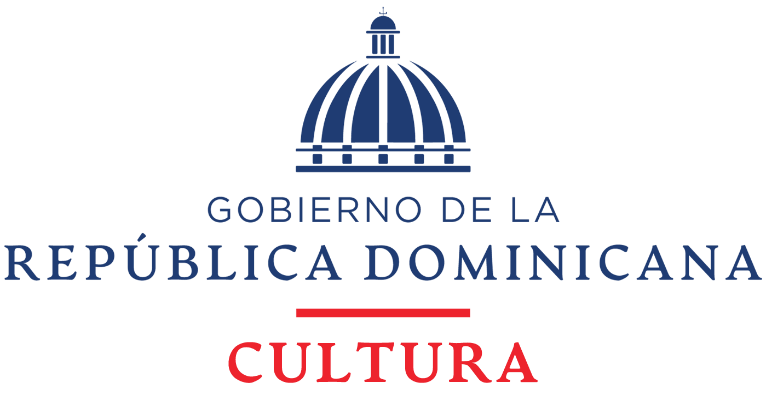 GOBIERNO DE LA
REPÚBLICA DOMINICANA
CULTURA